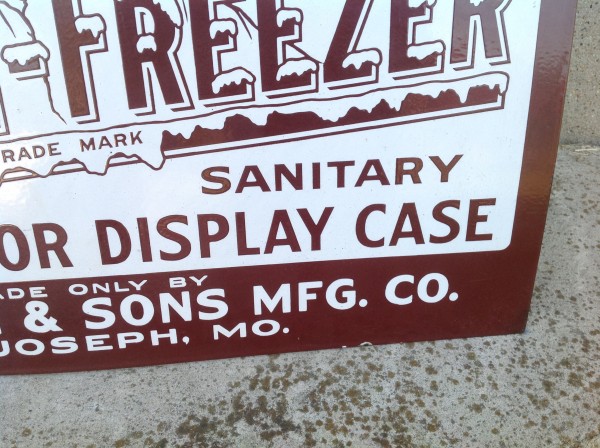 FREEZER
RADE MARK
SANITARY
OR DISPLAY CASE
ADE ONLY BY
& SONS MFG. CO.
JOSEPH, MO.